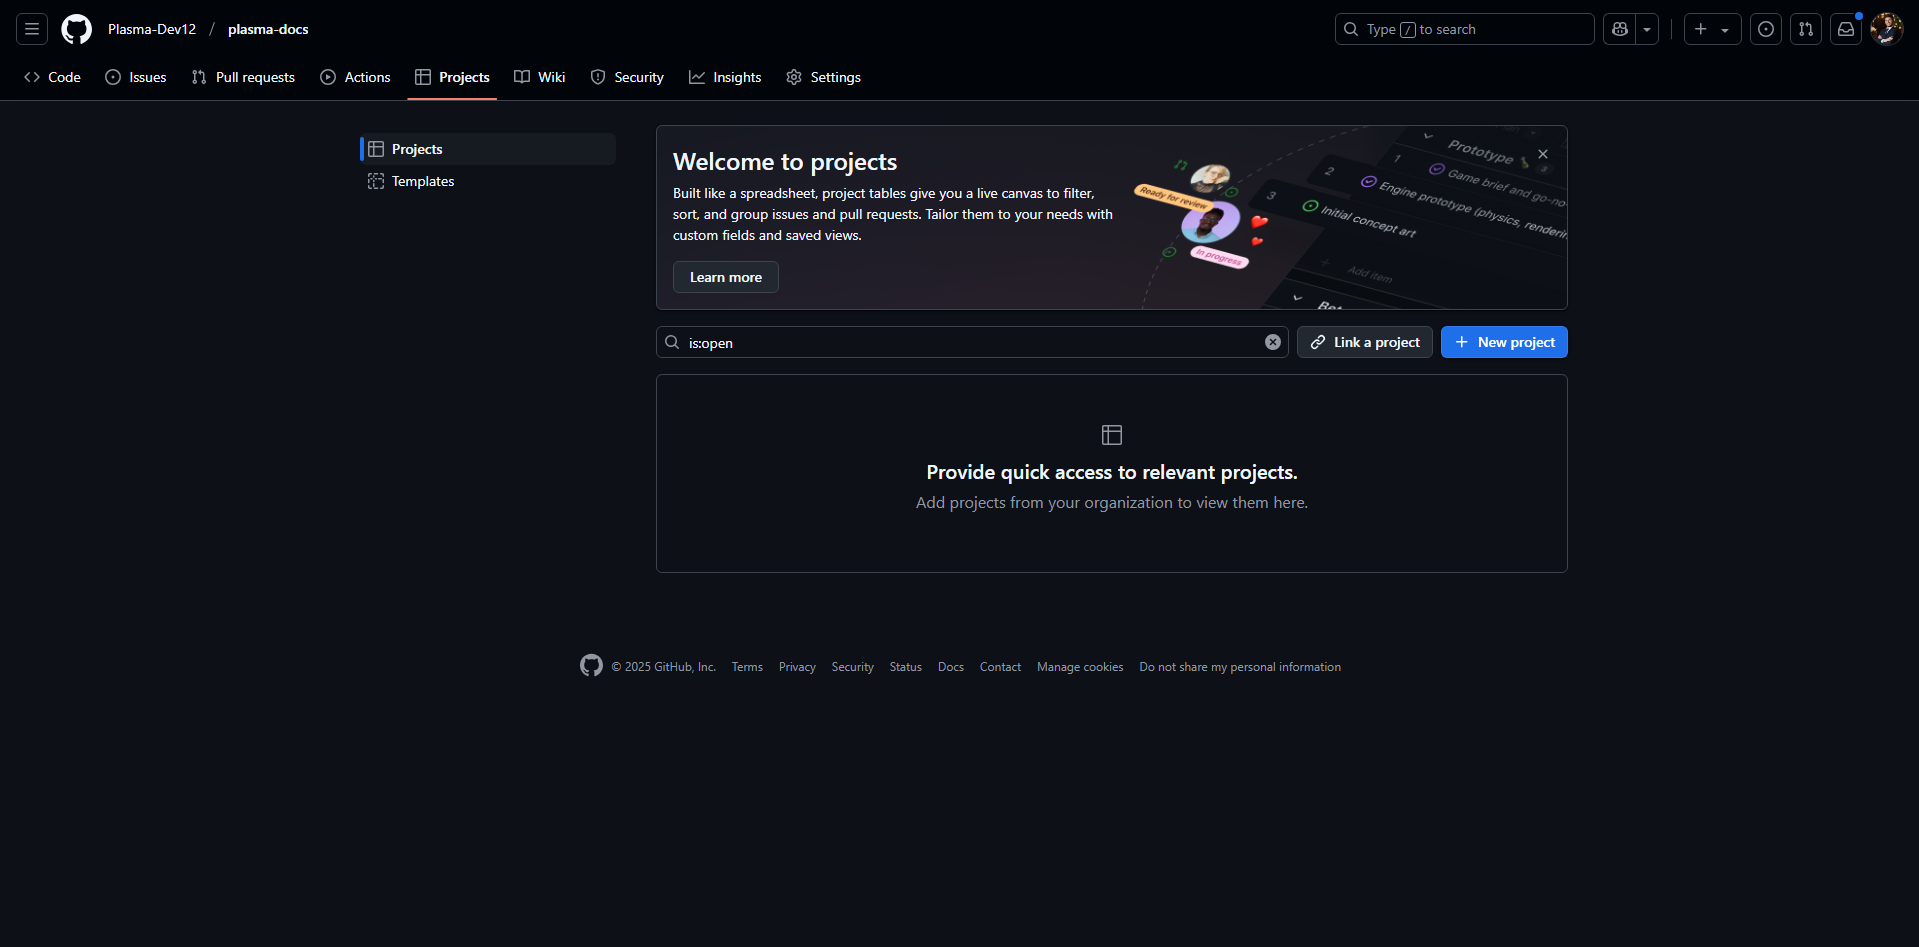 Plasma-Dev12 / plasma-docs
Type / to search
Code
Issues
Pull requests
Actions
Projects
Wiki
Security
Insights
Settings
Projects
Templates
Welcome to projects
Built like a spreadsheet, project tables give you a live canvas to filter,
sort, and group issues and pull requests. Tailor them to your needs with
custom fields and saved views.
Learn more
Ready for review
In progress
Prototype
3
1
Game brief and go-no-
2
Engine prototype (physics, renderin
3
Initial concept art
Add item
is:open
Link a project
New project
Provide quick access to relevant projects.
Add projects from your organization to view them here.
© 2025 GitHub, Inc.
Terms
Privacy
Security
Status
Docs
Contact
Manage cookies
Do not share my personal information